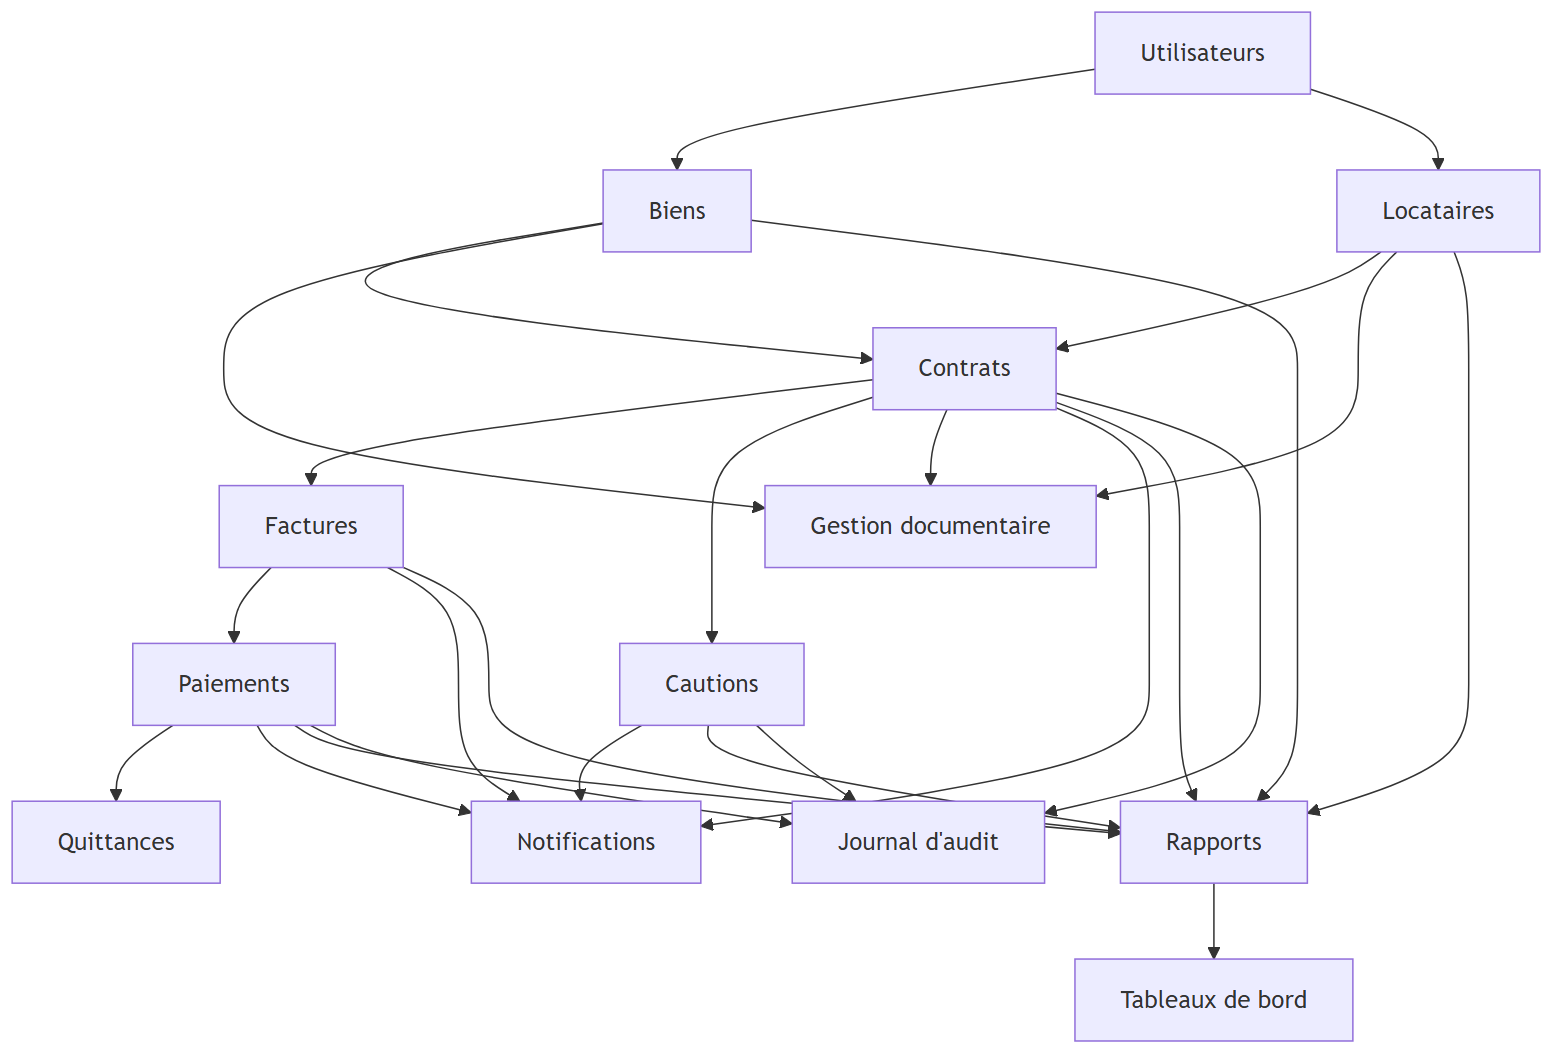 Utilisateurs
Biens
Locataires
Contrats
Factures
Gestion documentaire
Paiements
Cautions
Quittances
Notifications
Journal d'audit
Rapports
Tableaux de bord